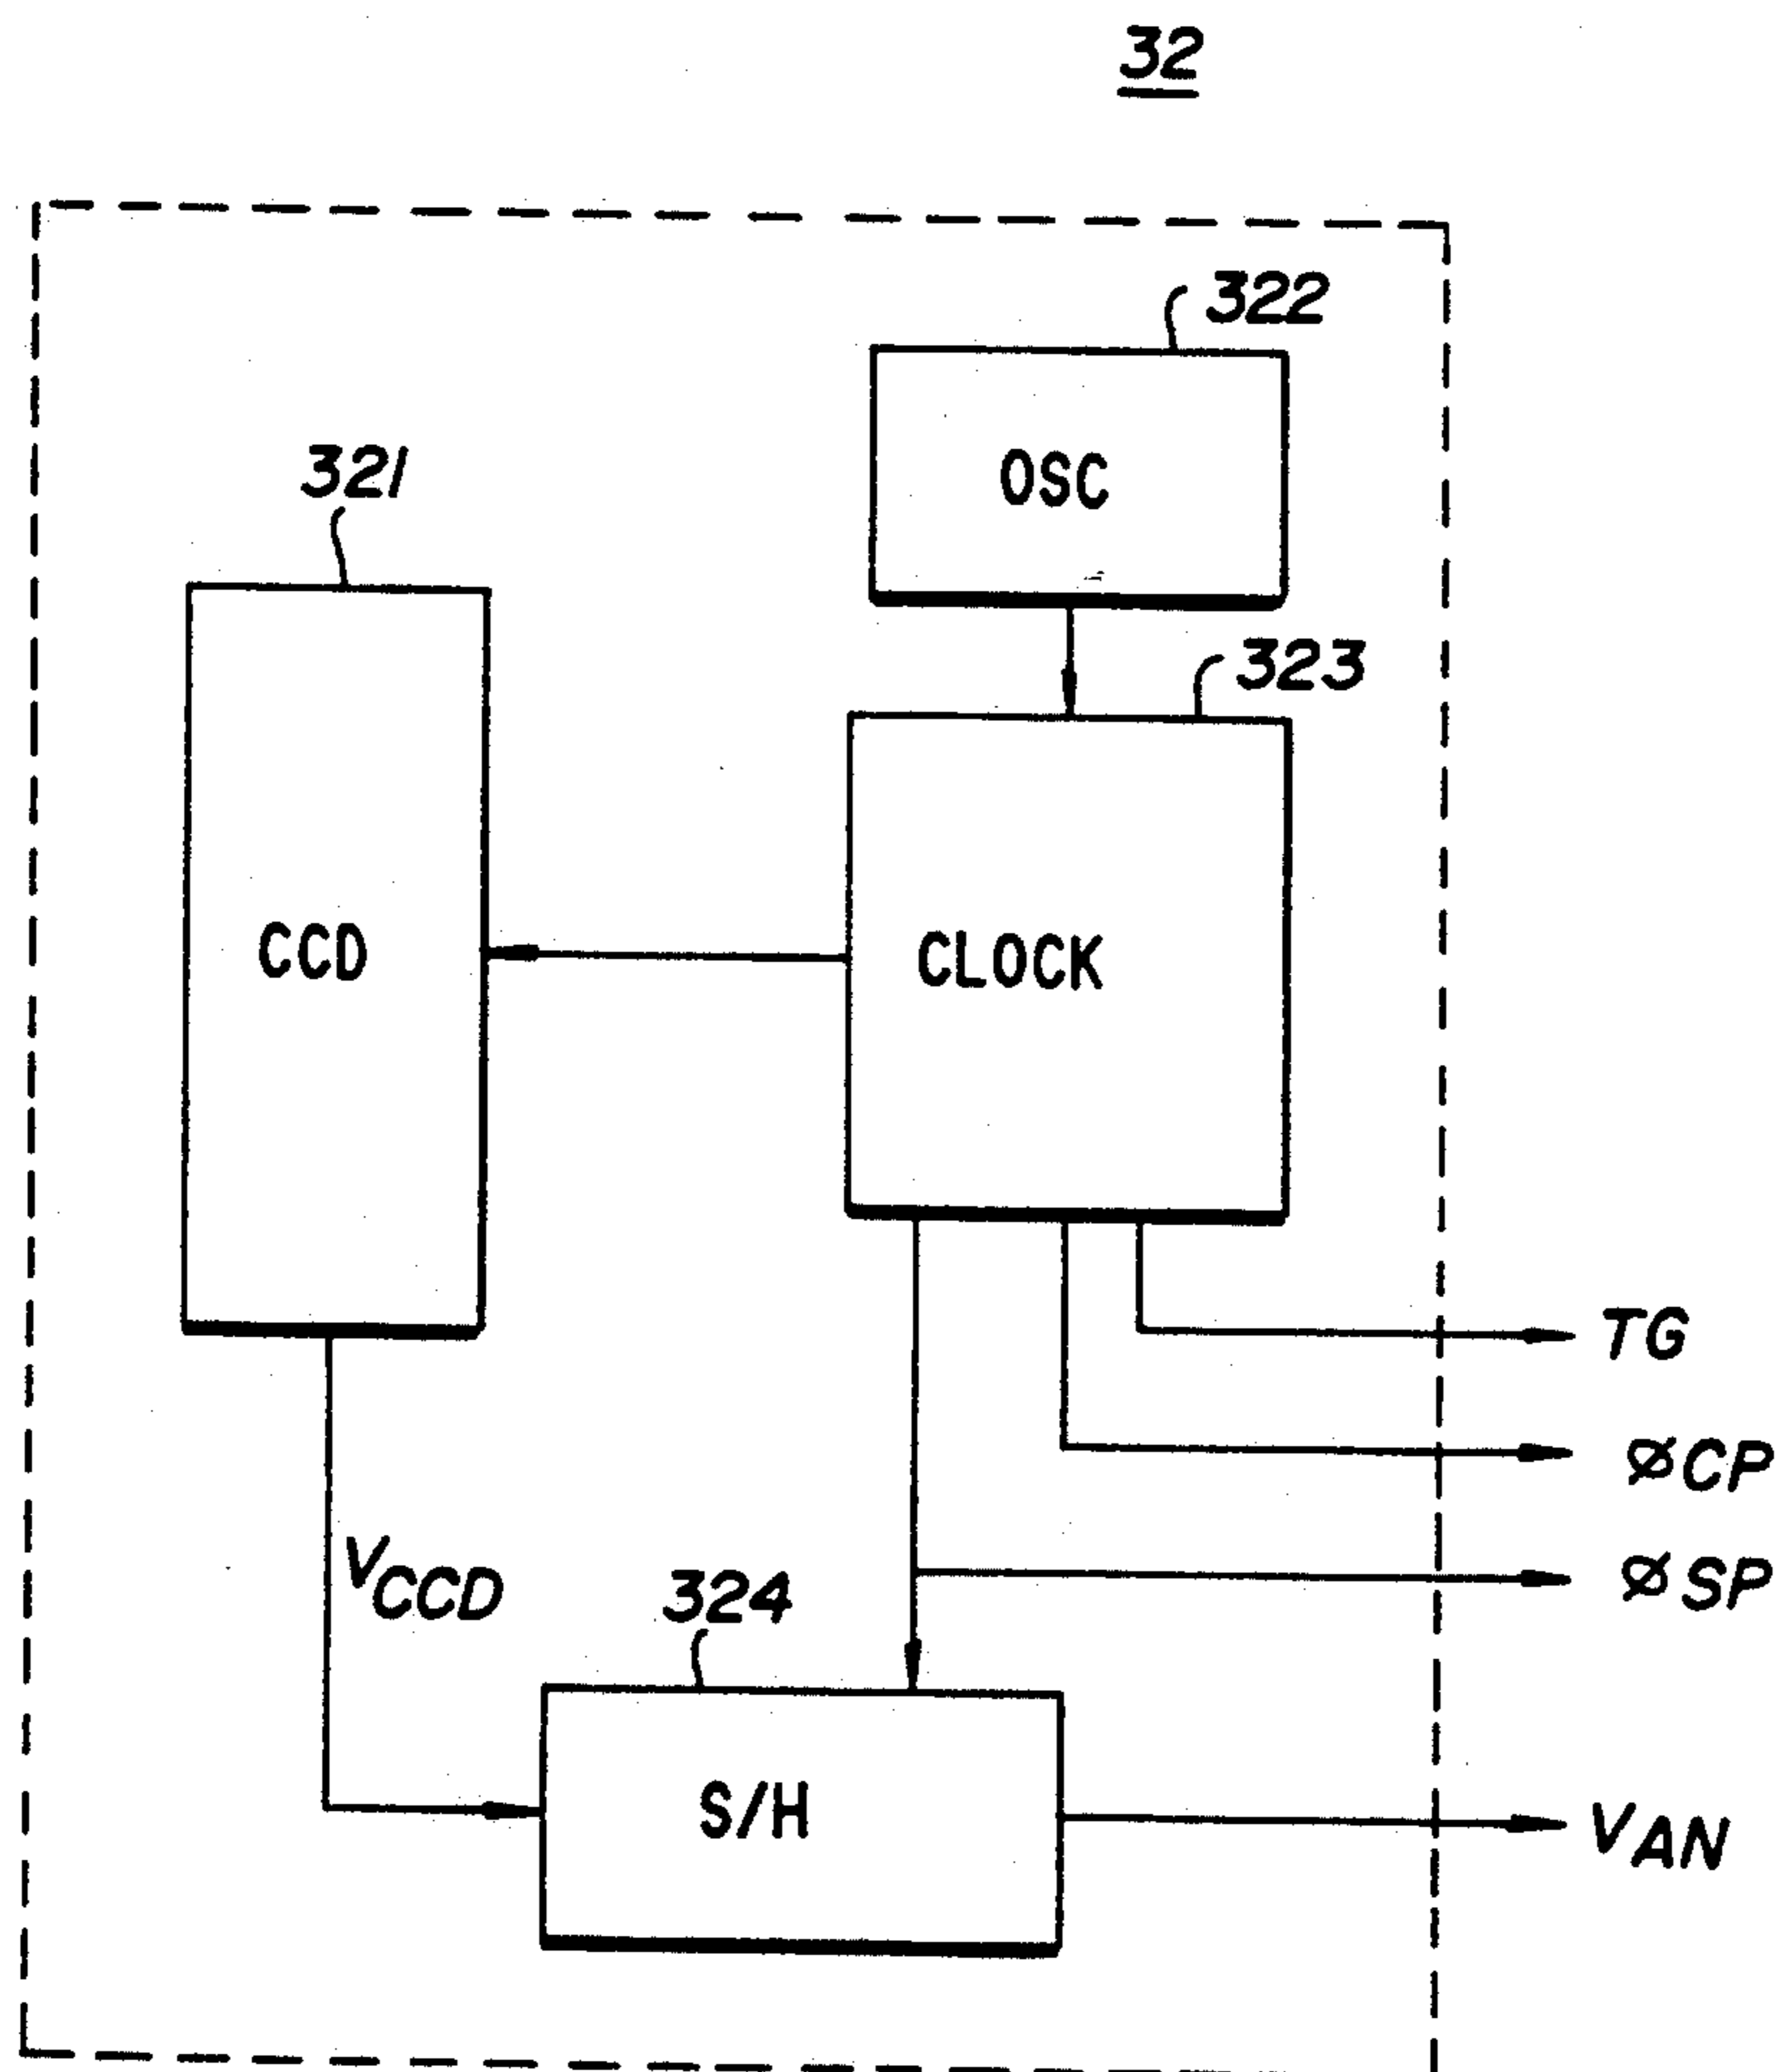 32
322
OSC
321
323
CCD
CLOCK
TG
øCP
VCCD
øSP
324
S/H
VAN